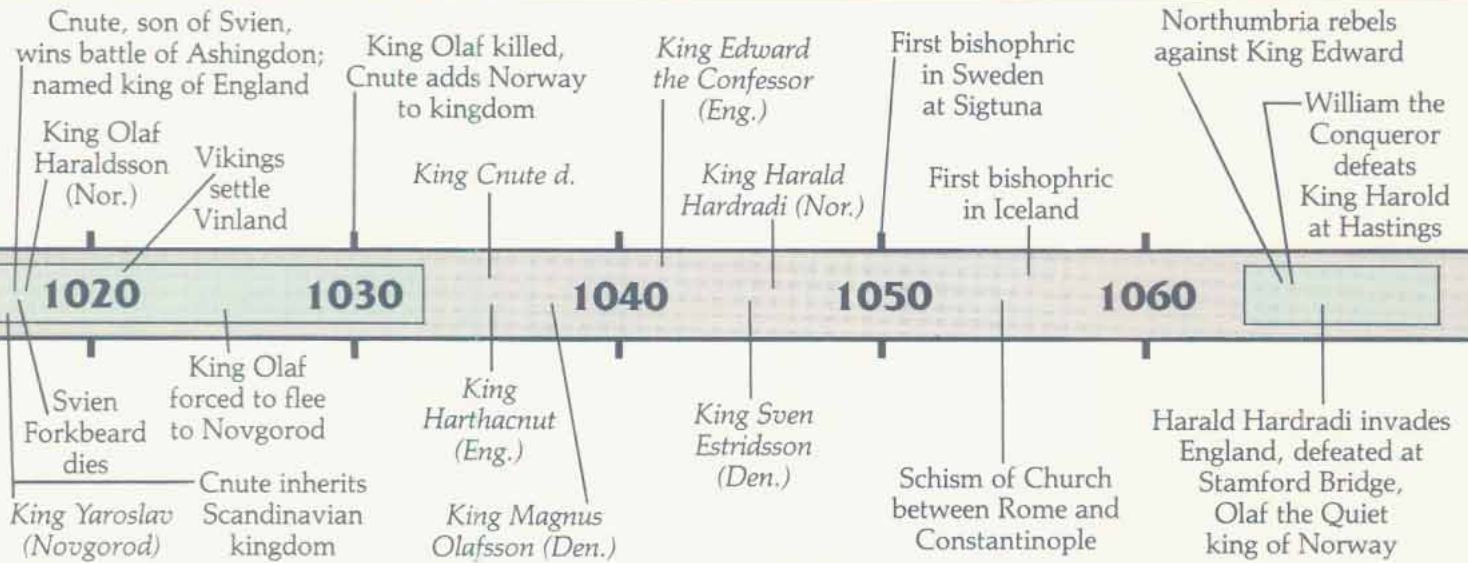 Cnute, son of Svien,
wins battle of Ashingdon;
named king of England
King Olaf
Haraldsson
(Nor.)
Vikings
settle
Vinland
King Olaf killed,
Cnute adds Norway
to kingdom
King Cnute d.
King Edward
the Confessor
(Eng.)
King Harald
Hardradi (Nor.)
First bishophric
in Sweden
at Sigtuna
First bishophric
in Iceland
Northumbria rebels
against King Edward
William the
Conqueror
defeats
King Harold
at Hastings
1020 1030 1040 1050 1060
Svien
Forkbeard
dies
King Yaroslav
(Novgorod)
King Olaf
forced to flee
to Novgorod
Cnute inherits
Scandinavian
kingdom
King
Harthacnut
(Eng.)
King Magnus
Olafsson (Den.)
King Sven
Estridsson
(Den.)
Schism of Church
between Rome and
Constantinople
Harald Hardradi invades
England, defeated at
Stamford Bridge,
Olaf the Quiet
king of Norway